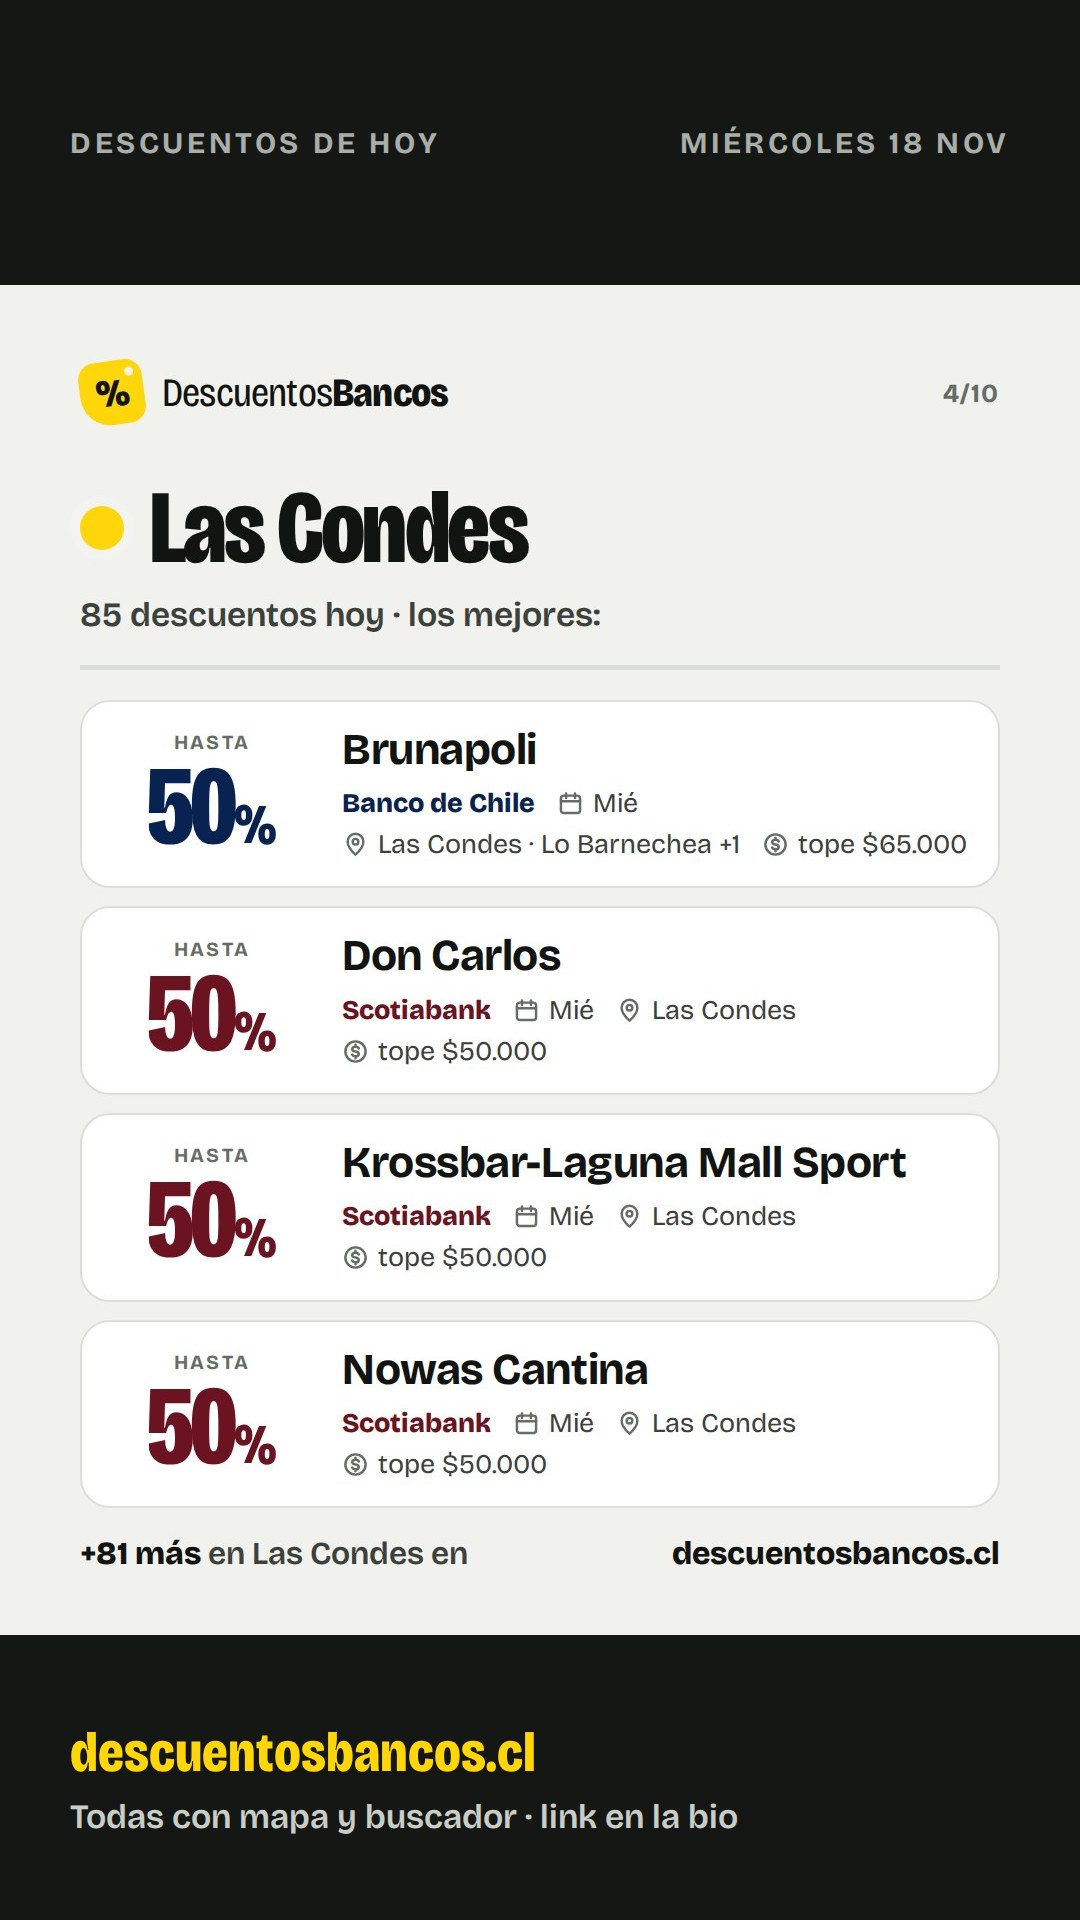 DESCUENTOS DE HOY
MIÉRCOLES 18 NOV
% DescuentosBancos
4/10
Las Condes
85 descuentos hoy · los mejores:
HASTA
50%
Brunapoli
Banco de Chile Mié
Las Condes · Lo Barnechea +1 tope $65.000
HASTA
50%
Don Carlos
Scotiabank Mié Las Condes
tope $50.000
HASTA
50%
Krossbar-Laguna Mall Sport
Scotiabank Mié Las Condes
tope $50.000
HASTA
50%
Nowas Cantina
Scotiabank Mié Las Condes
tope $50.000
+81 más en Las Condes en
descuentosbancos.cl
descuentosbancos.cl
Todas con mapa y buscador · link en la bio